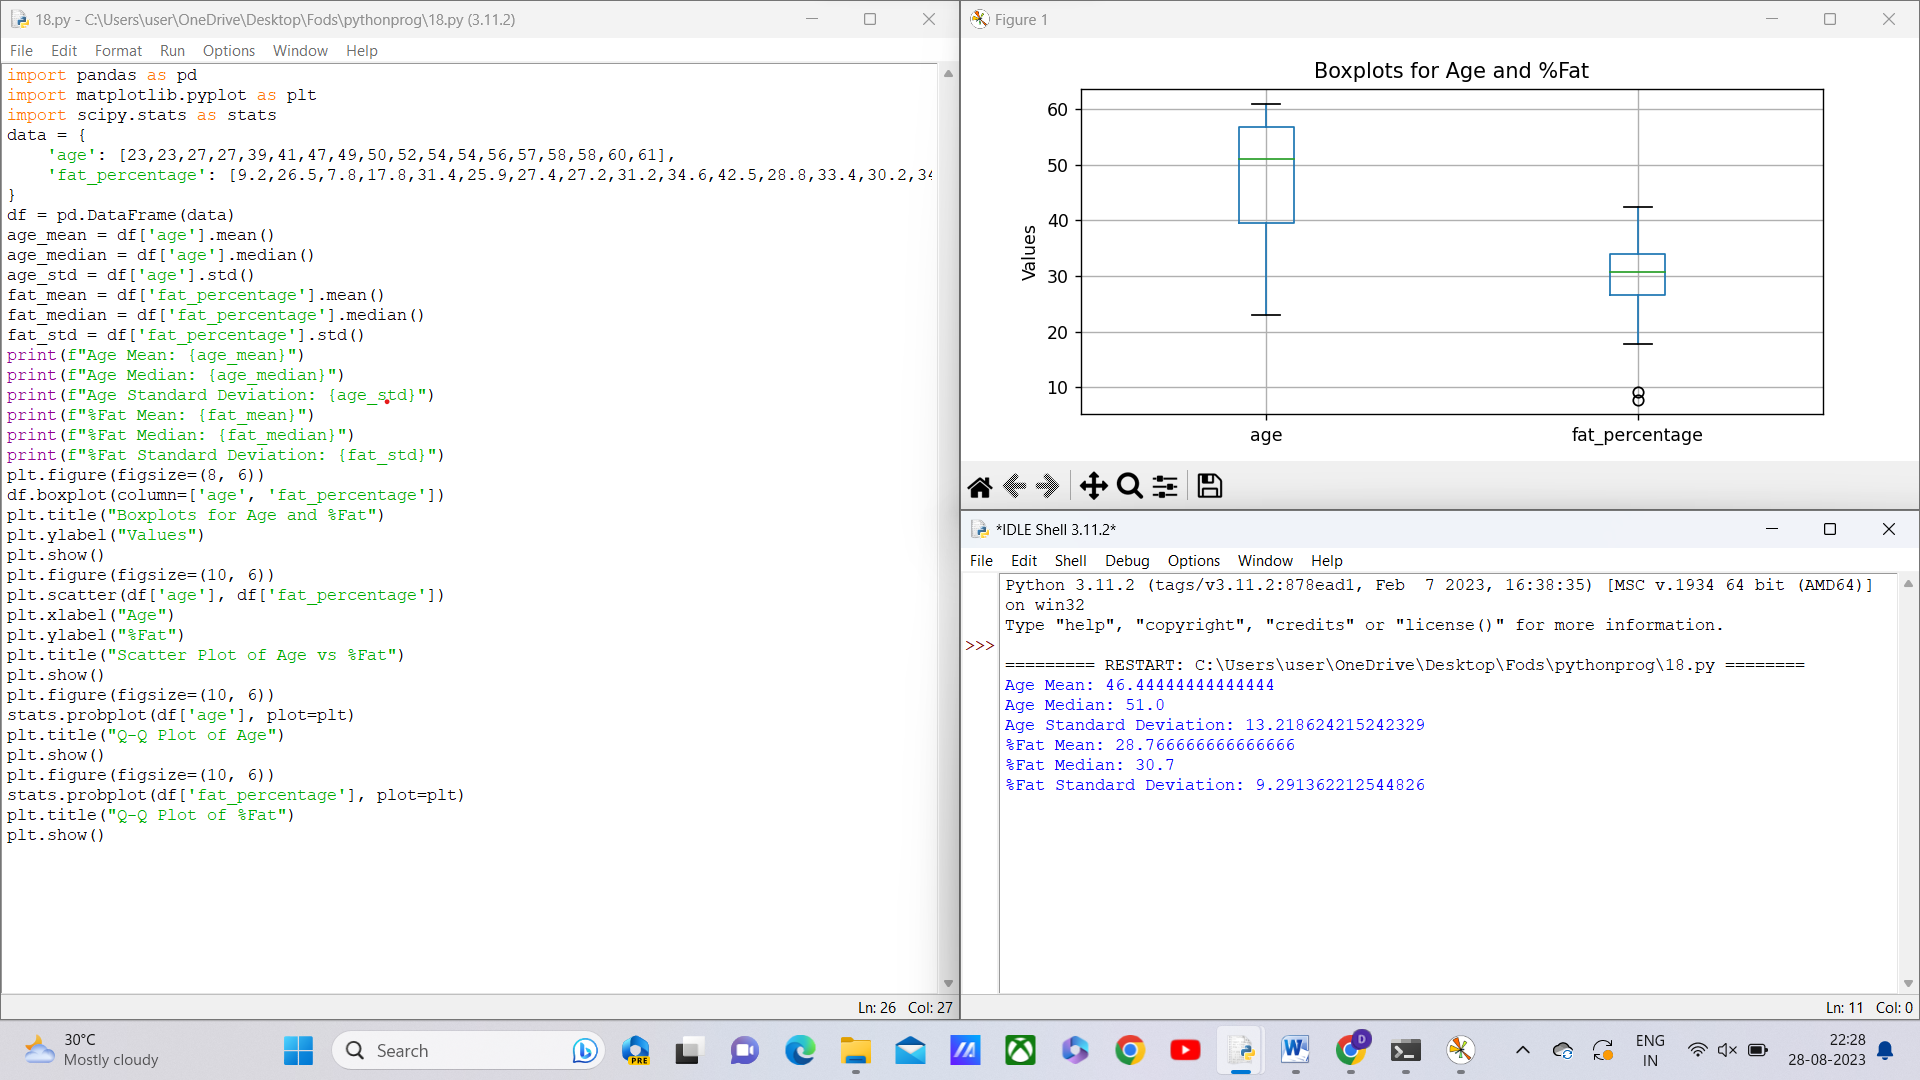 18.py - C:\Users\user\OneDrive\Desktop\Fods\pythonprog\18.py (3.11.2)
File Edit Format Run Options Window Help
import pandas as pd
import matplotlib.pyplot as plt
import scipy.stats as stats
data = {
'age': [23,23,27,27,39,41,47,49,50,52,54,54,56,57,58,58,60,61],
'fat_percentage': [9.2,26.5,7.8,17.8,31.4,25.9,27.4,27.2,31.2,34.6,42.5,28.8,33.4,30.2,34
}
df = pd.DataFrame(data)
age_mean = df['age'].mean()
age_median = df['age'].median()
age_std = df['age'].std()
fat_mean = df['fat_percentage'].mean()
fat_median = df['fat_percentage'].median()
fat_std = df['fat_percentage'].std()
print(f"Age Mean: {age_mean}")
print(f"Age Median: {age_median}")
print(f"Age Standard Deviation: {age_std}")
print(f"%Fat Mean: {fat_mean}")
print(f"%Fat Median: {fat_median}")
print(f"%Fat Standard Deviation: {fat_std}")
plt.figure(figsize=(8, 6))
df.boxplot(column=['age', 'fat_percentage'])
plt.title("Boxplots for Age and %Fat")
plt.ylabel("Values")
plt.show()
plt.figure(figsize=(10, 6))
plt.scatter(df['age'], df['fat_percentage'])
plt.xlabel("Age")
plt.ylabel("%Fat")
plt.title("Scatter Plot of Age vs %Fat")
plt.show()
plt.figure(figsize=(10, 6))
stats.probplot(df['age'], plot=plt)
plt.title("Q-Q Plot of Age")
plt.show()
plt.figure(figsize=(10, 6))
stats.probplot(df['fat_percentage'], plot=plt)
plt.title("Q-Q Plot of %Fat")
plt.show()
Ln: 26 Col: 27
Figure 1
Boxplots for Age and %Fat
60
50
40
30
20
10
Values
age fat_percentage
*IDLE Shell 3.11.2*
File Edit Shell Debug Options Window Help
Python 3.11.2 (tags/v3.11.2:878ead1, Feb  7 2023, 16:38:35) [MSC v.1934 64 bit (AMD64)]
on win32
Type "help", "copyright", "credits" or "license()" for more information.
>>>
========= RESTART: C:\Users\user\OneDrive\Desktop\Fods\pythonprog\18.py ========
Age Mean: 46.44444444444444
Age Median: 51.0
Age Standard Deviation: 13.218624215242329
%Fat Mean: 28.766666666666666
%Fat Median: 30.7
%Fat Standard Deviation: 9.291362212544826
Ln: 11 Col: 0
30°C
Mostly cloudy
Search
PRE
D
ENG
IN
22:28
28-08-2023